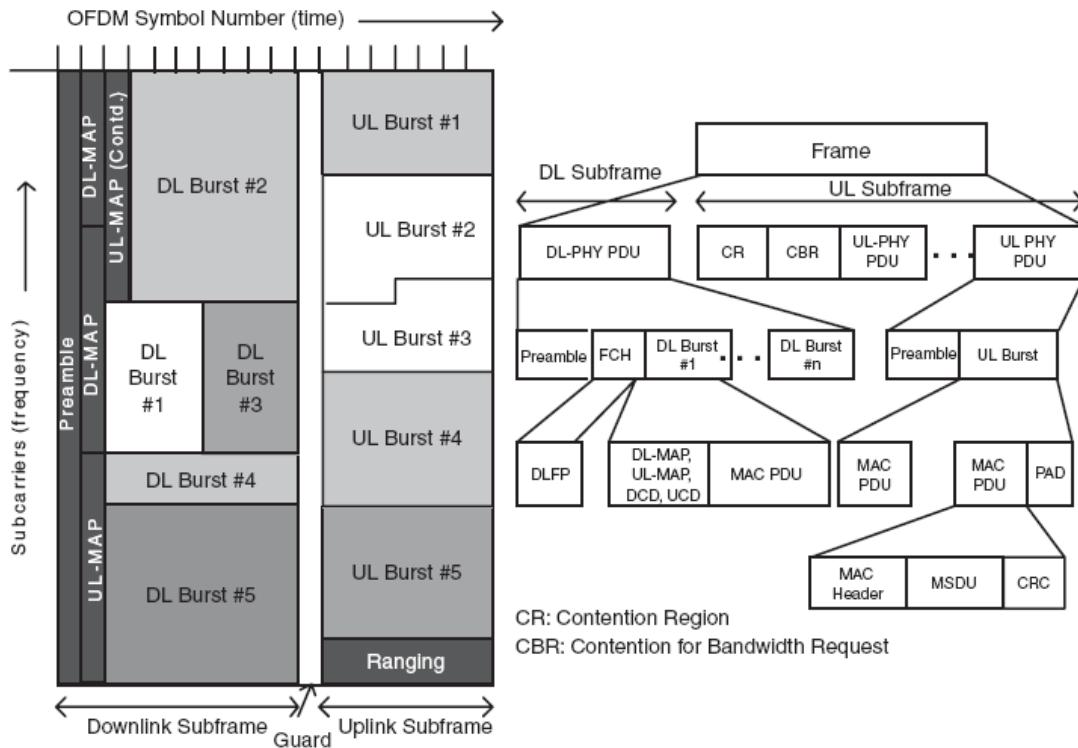 OFDM Symbol Number (time)
Subcarriers (frequency)
Preamble
DL-MAP
DL-MAP
UL-MAP
UL-MAP (Contd.)
DL Burst #2
DL
Burst
#1
DL
Burst
#3
DL Burst #4
DL Burst #5
UL Burst #1
UL Burst #2
UL Burst #3
UL Burst #4
UL Burst #5
Ranging
Downlink Subframe
Guard
Uplink Subframe
Frame
DL Subframe
UL Subframe
DL-PHY PDU
CR
CBR
UL-PHY
PDU
. . .
UL PHY
PDU
Preamble
FCH
DL Burst
#1
. . .
DL Burst
#n
Preamble
UL Burst
DLFP
DL-MAP,
UL-MAP,
DCD, UCD
MAC PDU
MAC
PDU
MAC
PDU
PAD
MAC
Header
MSDU
CRC
CR: Contention Region
CBR: Contention for Bandwidth Request